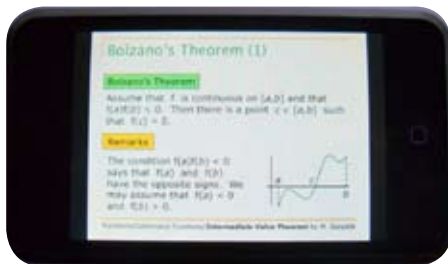 Bolzano's Theorem (1)
Bolzano's Theorem
Assume that f is continuous on [a,b] and that
f(a)f(b) < 0. Then there is a point c ∈ [a,b] such
that f(c) = 0.
Remarks
The condition f(a)f(b) < 0
says that f(a) and f(b)
have the opposite signs. We
may assume that f(a) < 0
and f(b) > 0.
a
c
b
Intermediate Value Theorem by M. Seppälä